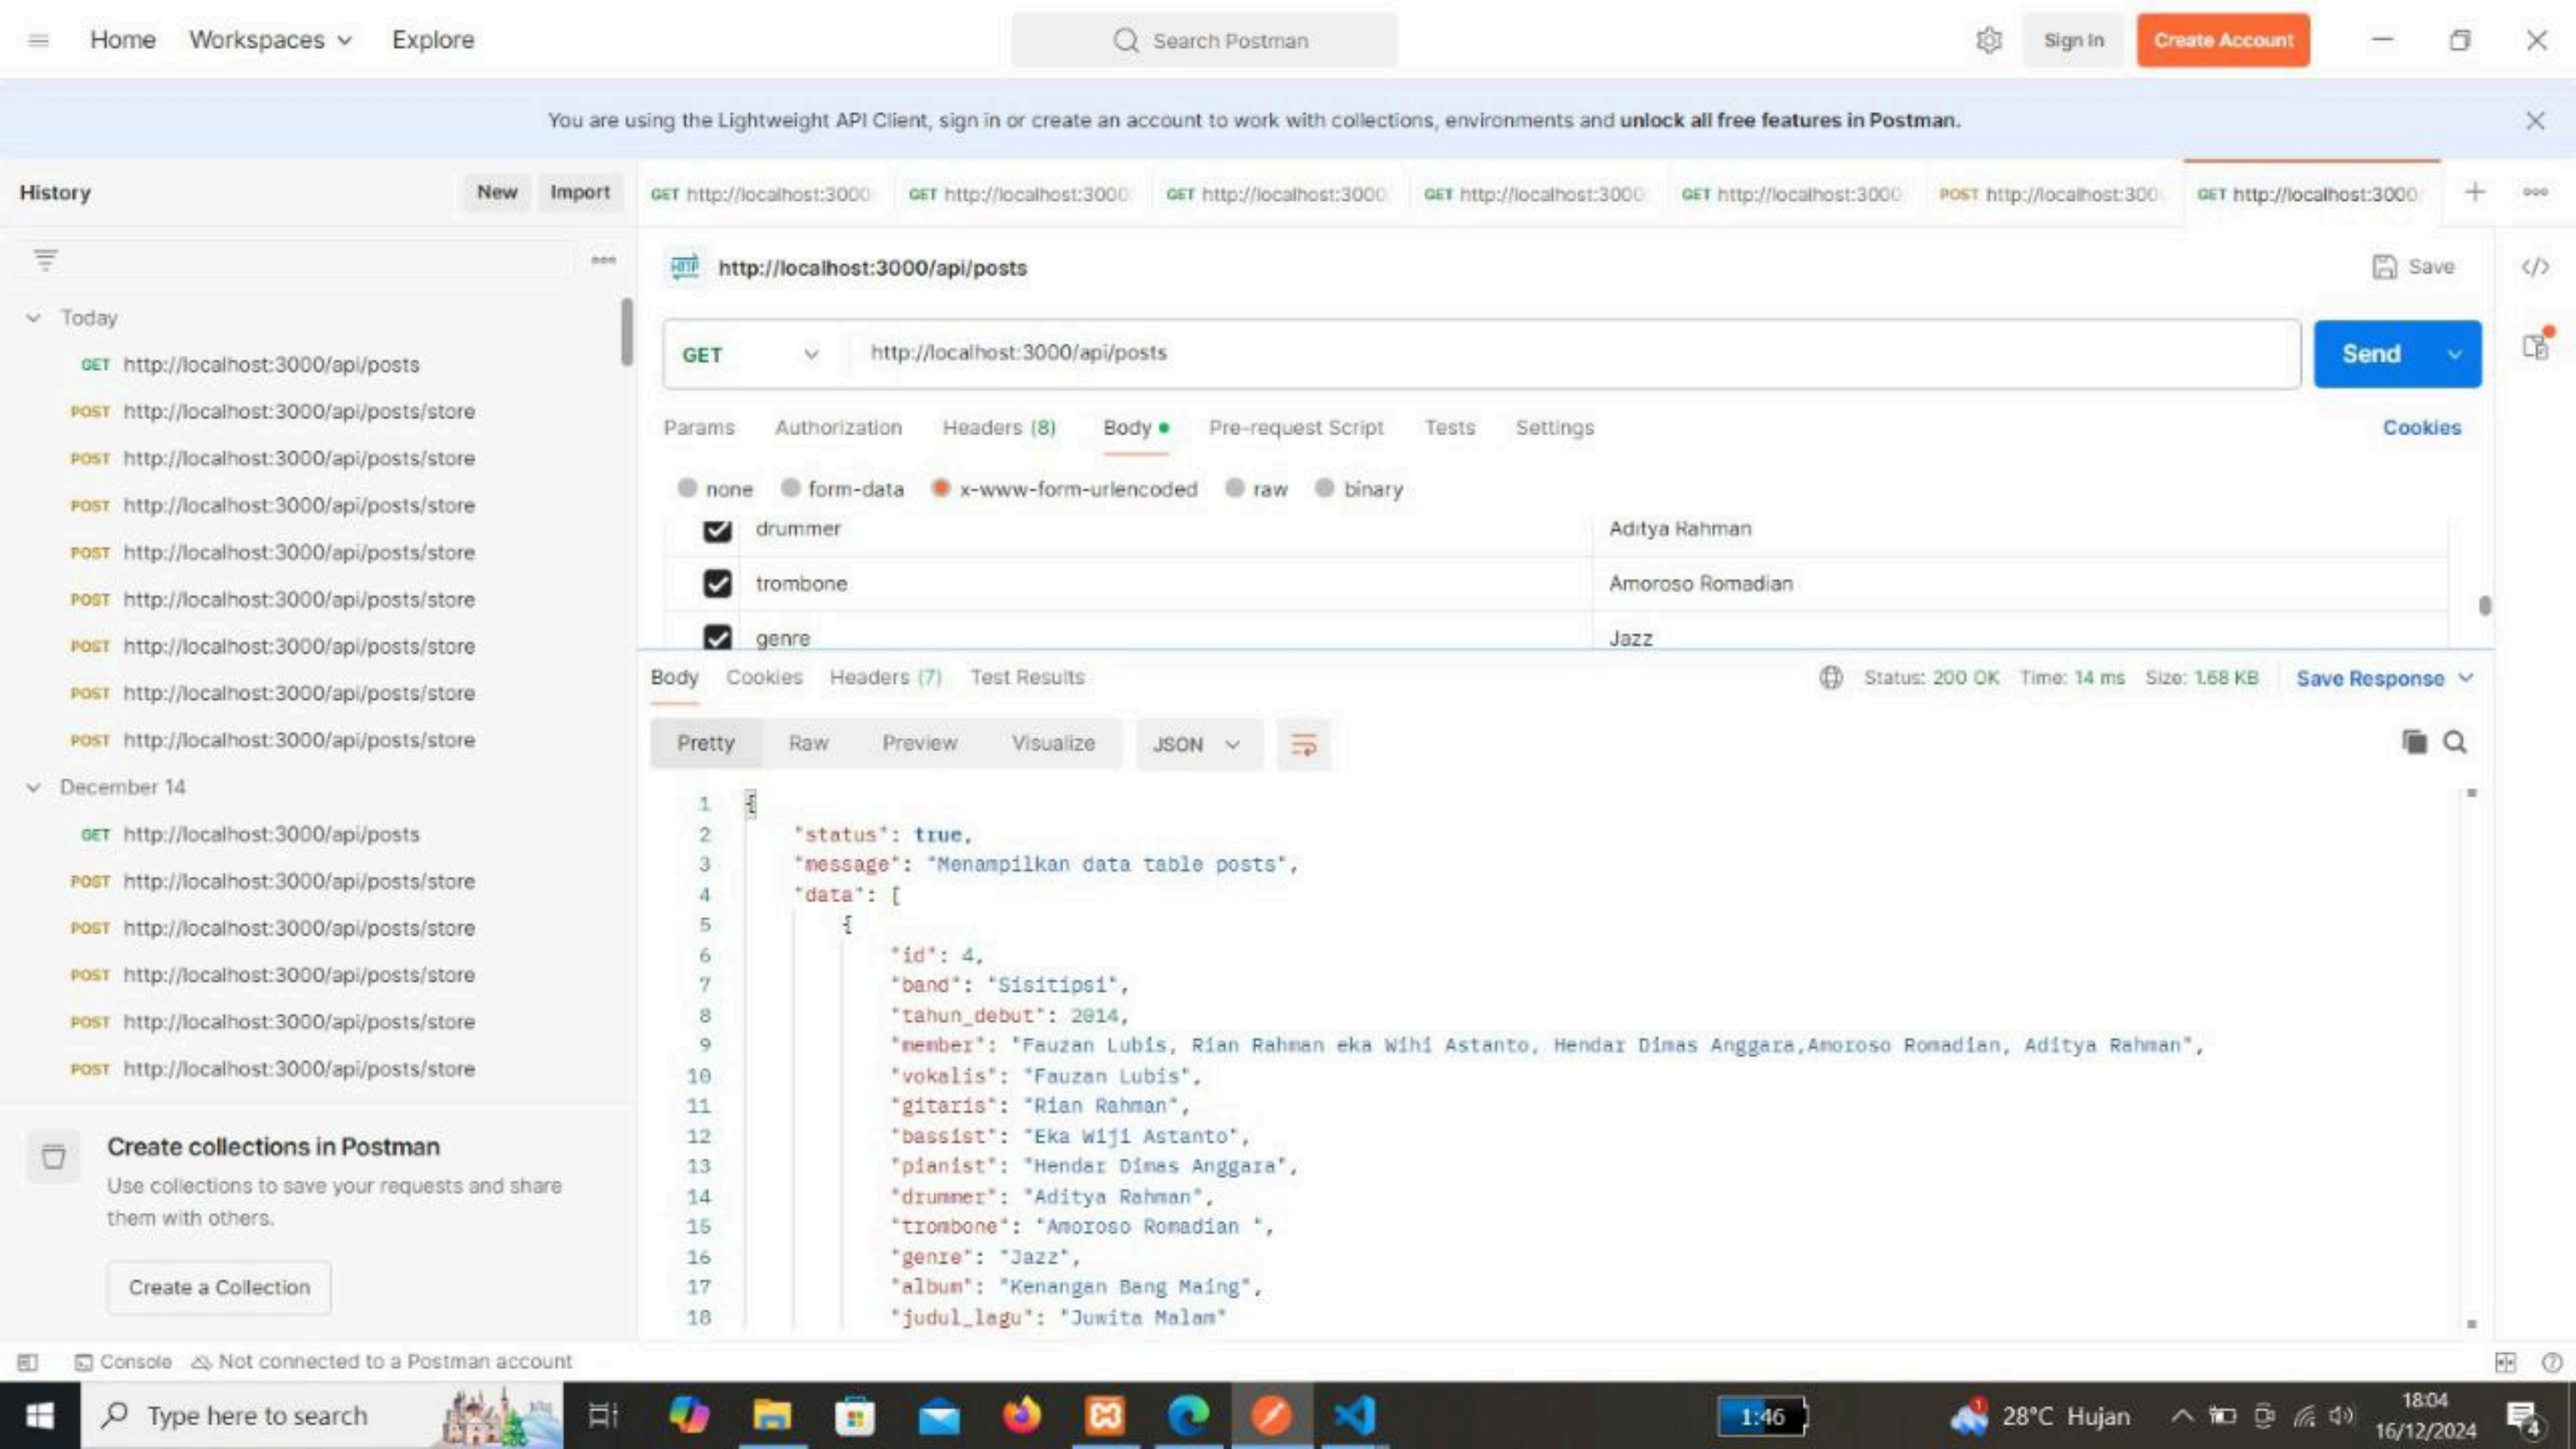 Home Workspaces Explore Search Postman Sign In Create Account
You are using the Lightweight API Client, sign in or create an account to work with collections, environments and unlock all free features in Postman.
History New Import
GET http://localhost:3000 GET http://localhost:3000 GET http://localhost:3000 GET http://localhost:3000 GET http://localhost:3000 POST http://localhost:300 GET http://localhost:3000
Today
GET http://localhost:3000/api/posts
POST http://localhost:3000/api/posts/store
POST http://localhost:3000/api/posts/store
POST http://localhost:3000/api/posts/store
POST http://localhost:3000/api/posts/store
POST http://localhost:3000/api/posts/store
POST http://localhost:3000/api/posts/store
POST http://localhost:3000/api/posts/store
POST http://localhost:3000/api/posts/store
December 14
GET http://localhost:3000/api/posts
POST http://localhost:3000/api/posts/store
POST http://localhost:3000/api/posts/store
POST http://localhost:3000/api/posts/store
POST http://localhost:3000/api/posts/store
POST http://localhost:3000/api/posts/store
Create collections in Postman
Use collections to save your requests and share
them with others.
Create a Collection
HTTP http://localhost:3000/api/posts Save
GET http://localhost:3000/api/posts Send
Params Authorization Headers (8) Body Pre-request Script Tests Settings Cookies
none form-data x-www-form-urlencoded raw binary
drummer Aditya Rahman
trombone Amoroso Romadian
genre Jazz
Body Cookies Headers (7) Test Results Status: 200 OK Time: 14 ms Size: 1.68 KB Save Response
Pretty Raw Preview Visualize JSON
1 {
2 "status": true,
3 "message": "Menampilkan data table posts",
4 "data": [
5 {
6 "id": 4,
7 "band": "Sisitipsi",
8 "tahun_debut": 2014,
9 "member": "Fauzan Lubis, Rian Rahman eka Wihi Astanto, Hendar Dimas Anggara,Amoroso Romadian, Aditya Rahman",
10 "vokalis": "Fauzan Lubis",
11 "gitaris": "Rian Rahman",
12 "bassist": "Eka Wiji Astanto",
13 "pianist": "Hendar Dimas Anggara",
14 "drummer": "Aditya Rahman",
15 "trombone": "Amoroso Romadian ",
16 "genre": "Jazz",
17 "album": "Kenangan Bang Maing",
18 "judul_lagu": "Juwita Malam"
Console Not connected to a Postman account
Type here to search 1:46 1 28°C Hujan 18:04
16/12/2024 4